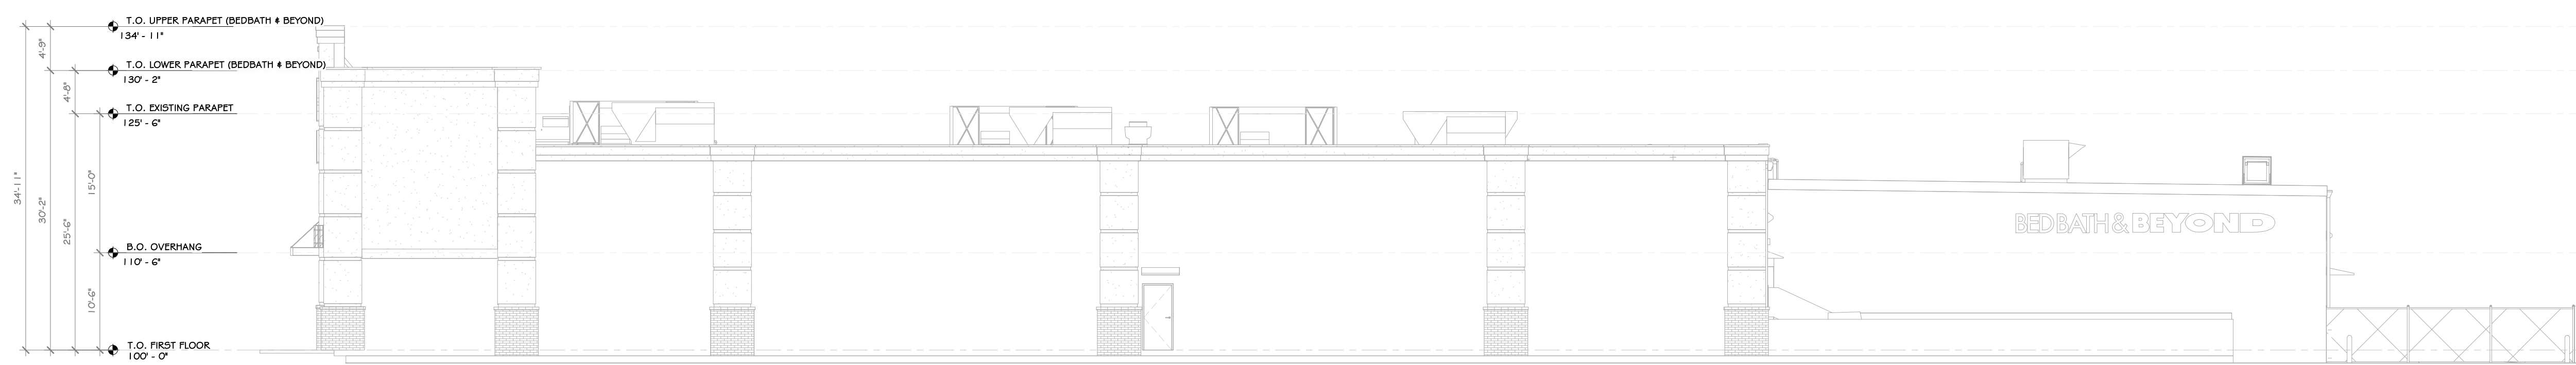 T.O. UPPER PARAPET (BEDBATH & BEYOND)
134' - 11"
4'-9"
T.O. LOWER PARAPET (BEDBATH & BEYOND)
130' - 2"
4'-8"
T.O. EXISTING PARAPET
125' - 6"
34'-11"
30'-2"
25'-6"
15'-0"
BED BATH & BEYOND
B.O. OVERHANG
110' - 6"
10'-6"
T.O. FIRST FLOOR
100' - 0"